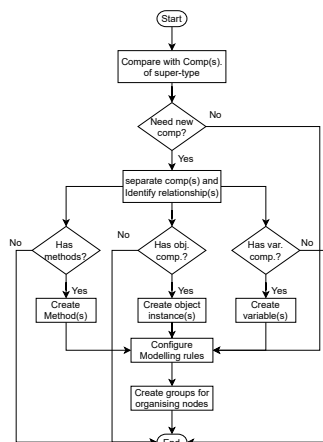 Start
Compare with Comp(s).
of super-type
Need new
comp?
No
Yes
separate comp(s) and
Identify relationship(s)
No
Has
methods?
No
Has obj.
comp.?
Has var.
comp.?
No
Yes
Yes
Yes
Create
Method(s)
Create object
instance(s)
Create
variable(s)
Configure
Modelling rules
Create groups for
organising nodes
End